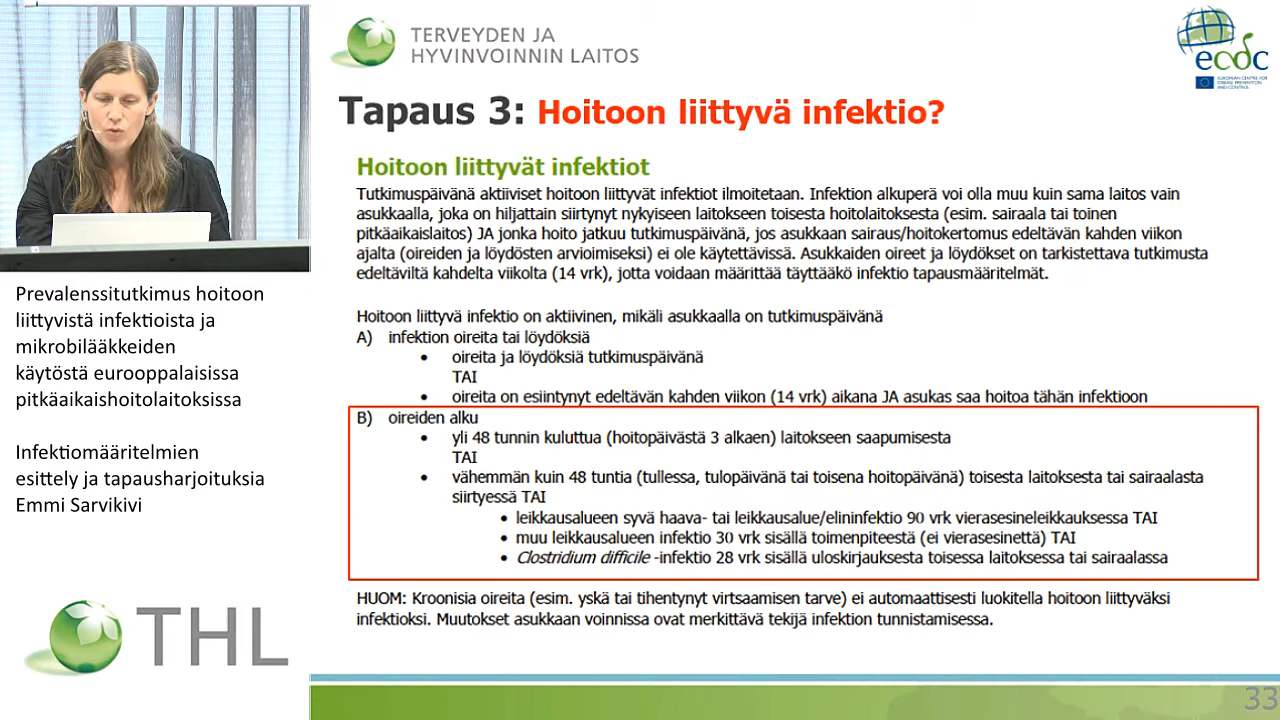 TERVEYDEN JA
HYVINVOINNIN LAITOS
ecdc
EUROPEAN CENTRE FOR
DISEASE PREVENTION
AND CONTROL
Tapaus 3: Hoitoon liittyvä infektio?
Hoitoon liittyvät infektiot
Tutkimuspäivänä aktiiviset hoitoon liittyvät infektiot ilmoitetaan. Infektion alkuperä voi olla muu kuin sama laitos vain
asukkaalla, joka on hiljattain siirtynyt nykyiseen laitokseen toisesta hoitolaitoksesta (esim. sairaala tai toinen
pitkäaikaislaitos) JA jonka hoito jatkuu tutkimuspäivänä, jos asukkaan sairaus/hoitokertomus edeltävän kahden viikon
ajalta (oireiden ja löydösten arvioimiseksi) ei ole käytettävissä. Asukkaiden oireet ja löydökset on tarkistettava tutkimusta
edeltäviltä kahdelta viikolta (14 vrk), jotta voidaan määrittää täyttääkö infektio tapausmääritelmät.
Hoitoon liittyvä infektio on aktiivinen, mikäli asukkaalla on tutkimuspäivänä
A) infektion oireita tai löydöksiä
• oireita ja löydöksiä tutkimuspäivänä
TAI
• oireita on esiintynyt edeltävän kahden viikon (14 vrk) aikana JA asukas saa hoitoa tähän infektioon
B) oireiden alku
• yli 48 tunnin kuluttua (hoitopäivästä 3 alkaen) laitokseen saapumisesta
TAI
• vähemmän kuin 48 tuntia (tullessa, tulopäivänä tai toisena hoitopäivänä) toisesta laitoksesta tai sairaalasta
siirtyessä TAI
• leikkausalueen syvä haava- tai leikkausalue/elininfektio 90 vrk vierasesineleikkauksessa TAI
• muu leikkausalueen infektio 30 vrk sisällä toimenpiteestä (ei vierasesinettä) TAI
• Clostridium difficile -infektio 28 vrk sisällä uloskirjauksesta toisessa laitoksessa tai sairaalassa
HUOM: Kroonisia oireita (esim. yskä tai tihentynyt virtsaamisen tarve) ei automaattisesti luokitella hoitoon liittyväksi
infektioksi. Muutokset asukkaan voinnissa ovat merkittävä tekijä infektion tunnistamisessa.
33
Prevalenssitutkimus hoitoon
liittyvistä infektioista ja
mikrobilääkkeiden
käytöstä eurooppalaisissa
pitkäaikaishoitolaitoksissa
Infektiomääritelmien
esittely ja tapausharjoituksia
Emmi Sarvikivi
THL